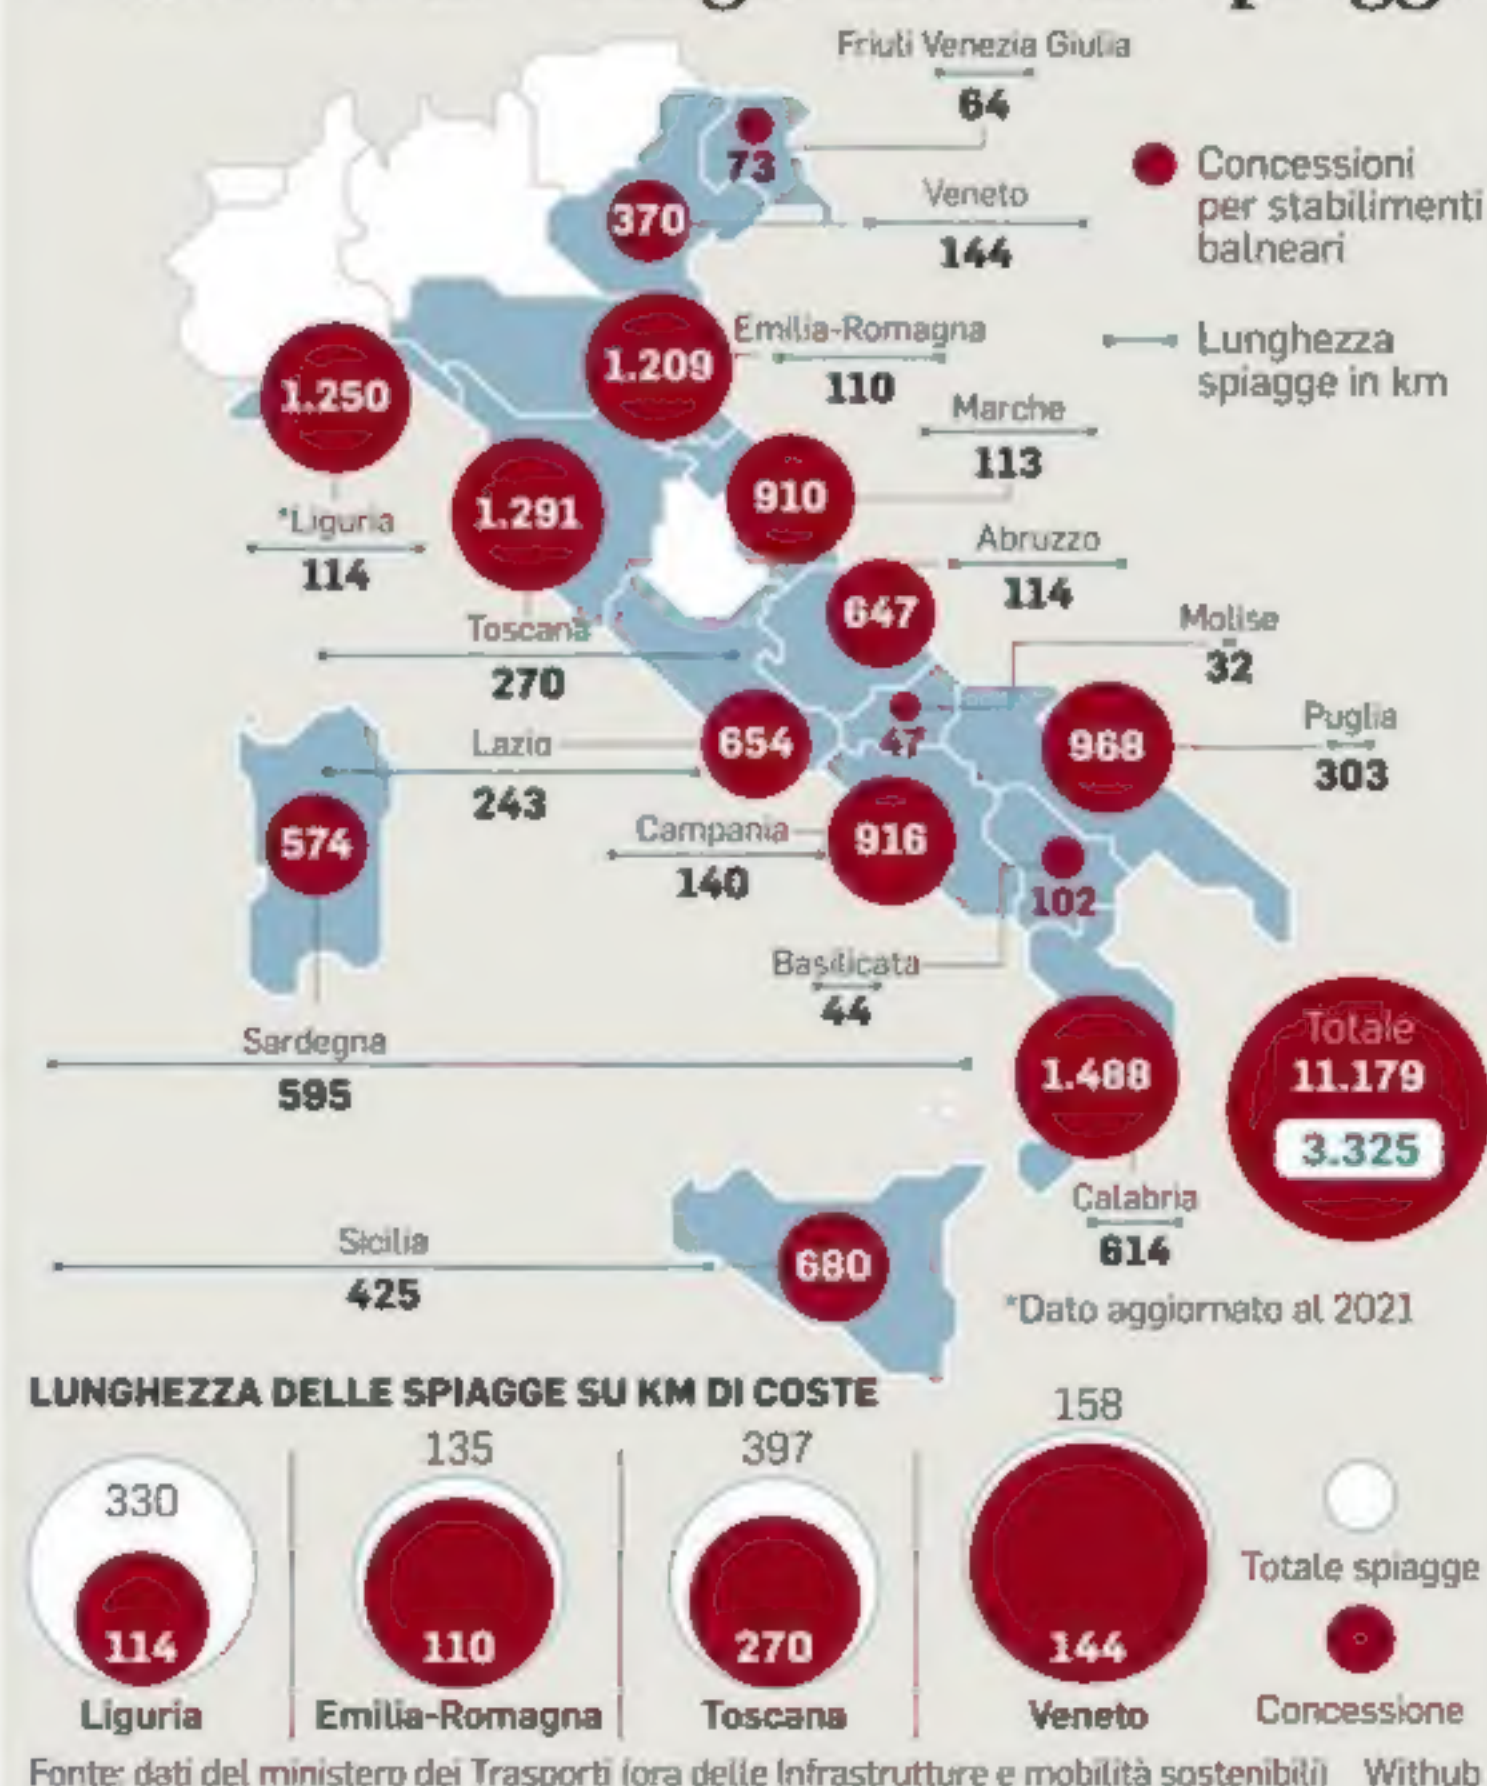 Friuli Venezia Giulia
64
73
Concessioni
per stabilimenti
balneari
Veneto
370
144
Emilia-Romagna
1.209
110
Lunghezza
spiagge in km
1.250
Marche
113
910
1.291
*Liguria
114
Abruzzo
114
647
Toscana
270
Molise
32
47
Puglia
968
303
Lazio
654
243
574
Campania
916
140
102
Basilicata
44
Sardegna
595
1.488
Totale
11.179
3.325
Calabria
614
Sicilia
680
425
*Dato aggiornato al 2021
LUNGHEZZA DELLE SPIAGGE SU KM DI COSTE
330
135
397
158
114
110
270
144
Totale spiagge
Liguria
Emilia-Romagna
Toscana
Veneto
Concessione
Fonte: dati del ministero dei Trasporti (ora delle Infrastrutture e mobilità sostenibili) Withub